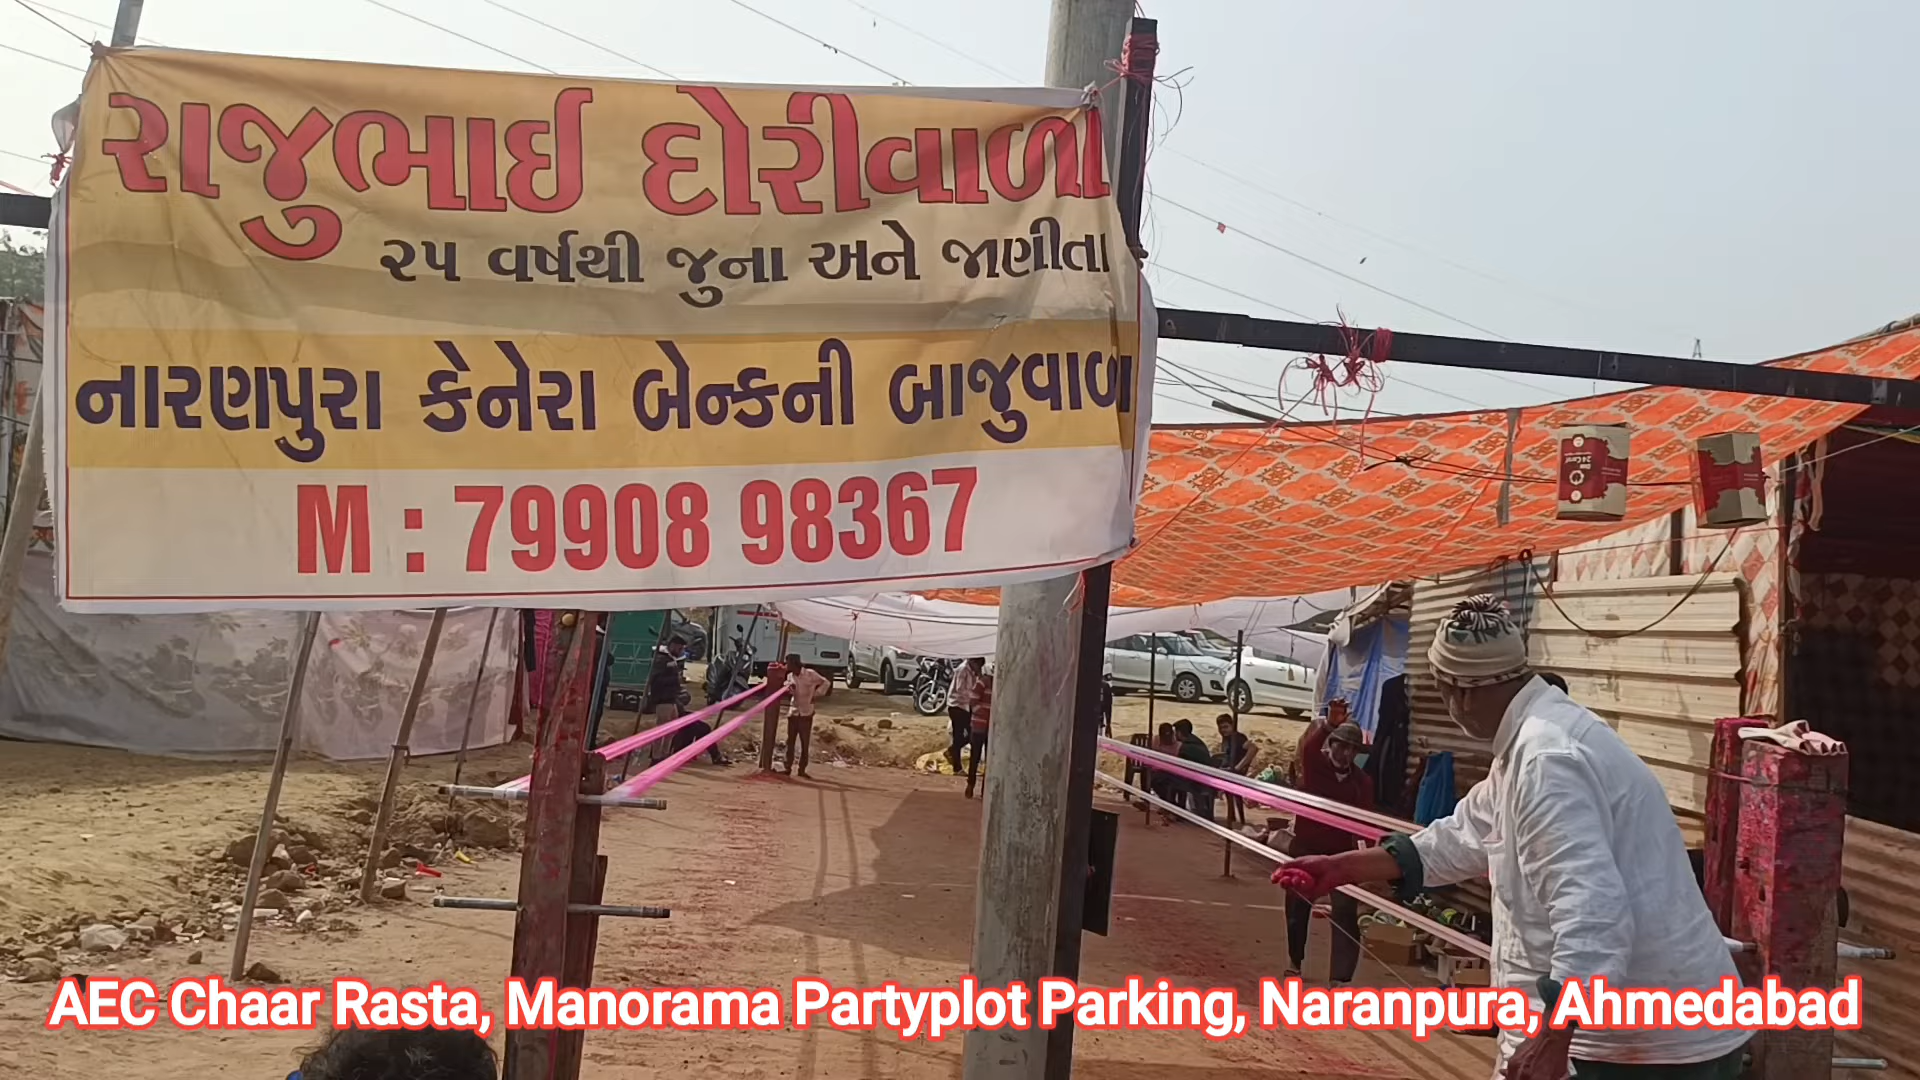 રાજુભાઈ દોરીવાળા
૨૫ વર્ષથી જુના અને જાણીતા
નારણપુરા કેનેરા બેન્કની બાજુવાળા
M : 79908 98367
AEC Chaar Rasta, Manorama Partyplot Parking, Naranpura, Ahmedabad